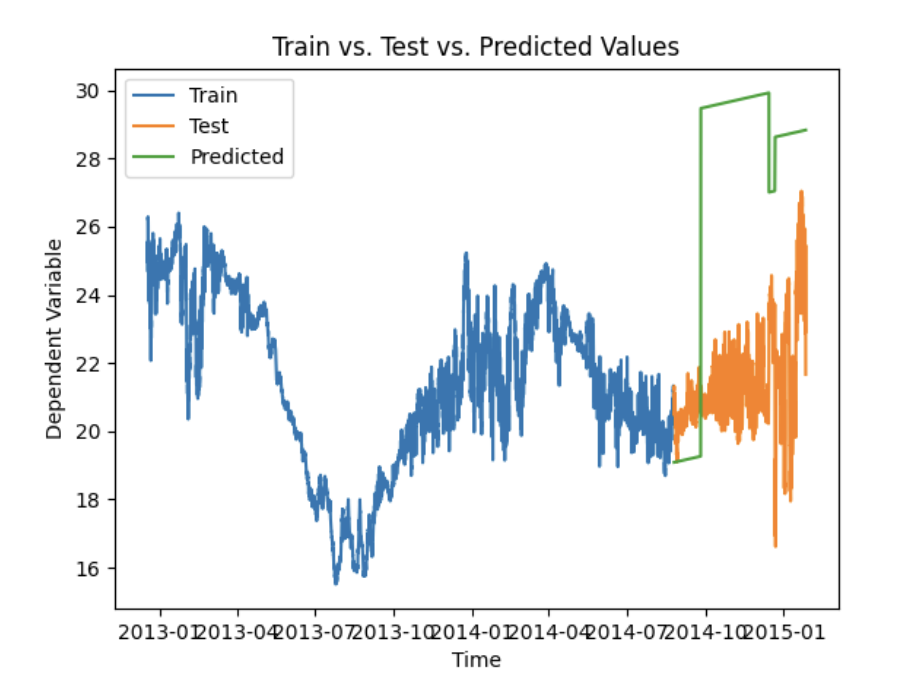 Train vs. Test vs. Predicted Values
Train
Test
Predicted
30
28
26
24
22
20
18
16
Dependent Variable
2013-01 2013-04 2013-07 2013-10 2014-01 2014-04 2014-07 2014-10 2015-01
Time